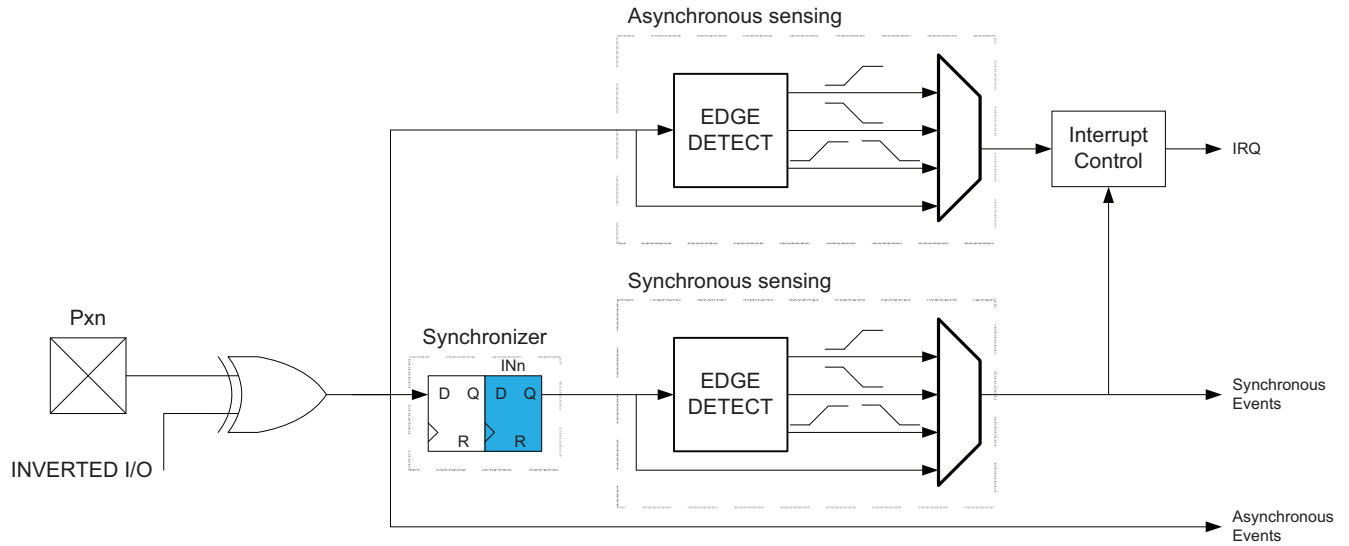 Asynchronous sensing
EDGE
DETECT
Interrupt
Control
IRQ
Synchronous sensing
Pxn
Synchronizer
INn
D Q D Q
R R
EDGE
DETECT
Synchronous
Events
INVERTED I/O
Asynchronous
Events